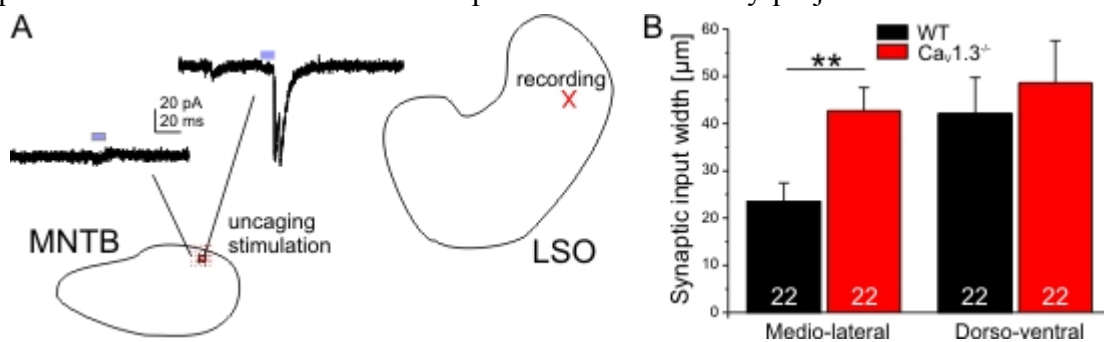 A
20 pA
20 ms
recording
X
uncaging
stimulation
MNTB
LSO
B
WT
Cav1.3-/-
**
Synaptic input width [µm]
60
50
40
30
20
10
0
22
22
22
22
Medio-lateral
Dorso-ventral